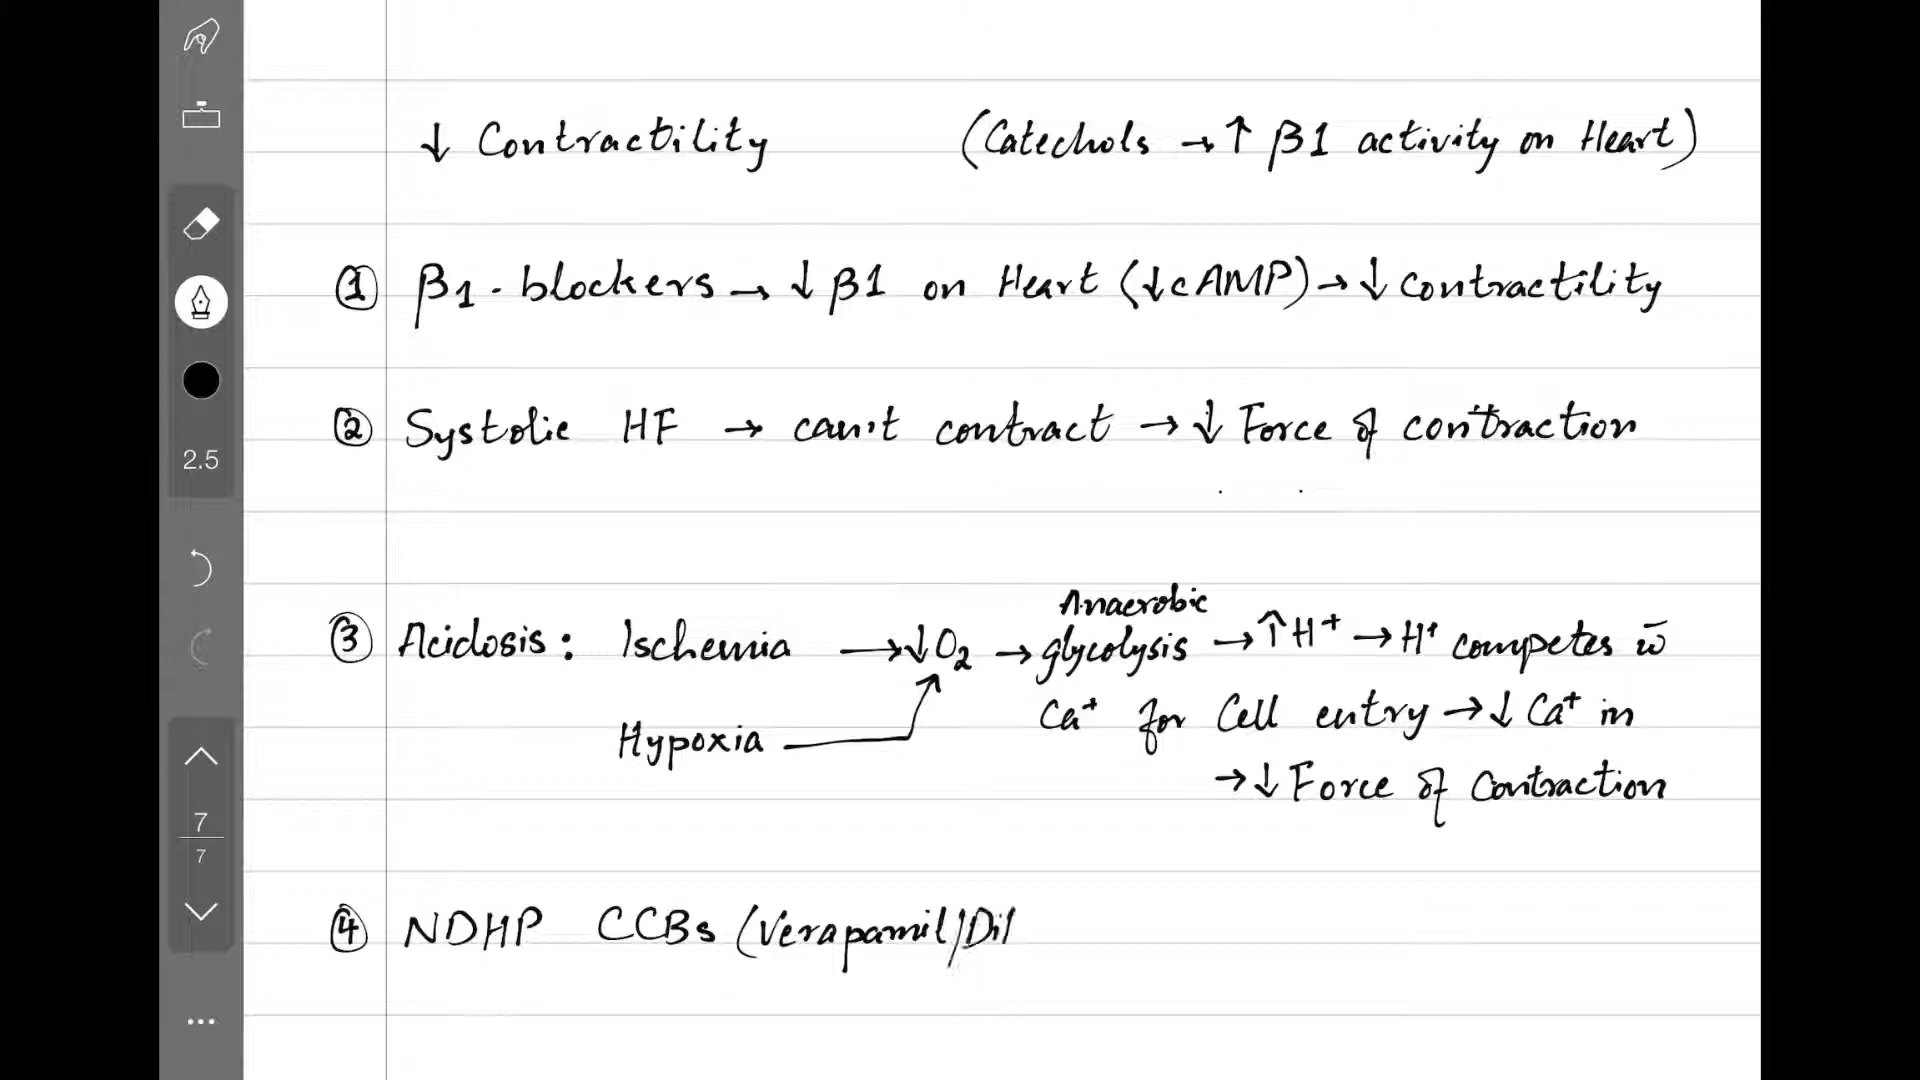 ↓ Contractility (Catechols → ↑ β1 activity on Heart)
① β1-blockers → ↓ β1 on Heart (↓cAMP) → ↓ contractility
② Systolic HF → can't contract → ↓ Force of contraction
2.5
Anaerobic
③ Acidosis: Ischemia → ↓O2 → glycolysis → ↑H+ → H+ competes w̄
Ca+ for Cell entry → ↓ Ca+ in
Hypoxia
→ ↓ Force of Contraction
7
7
④ NDHP CCBs (Verapamil/Dil